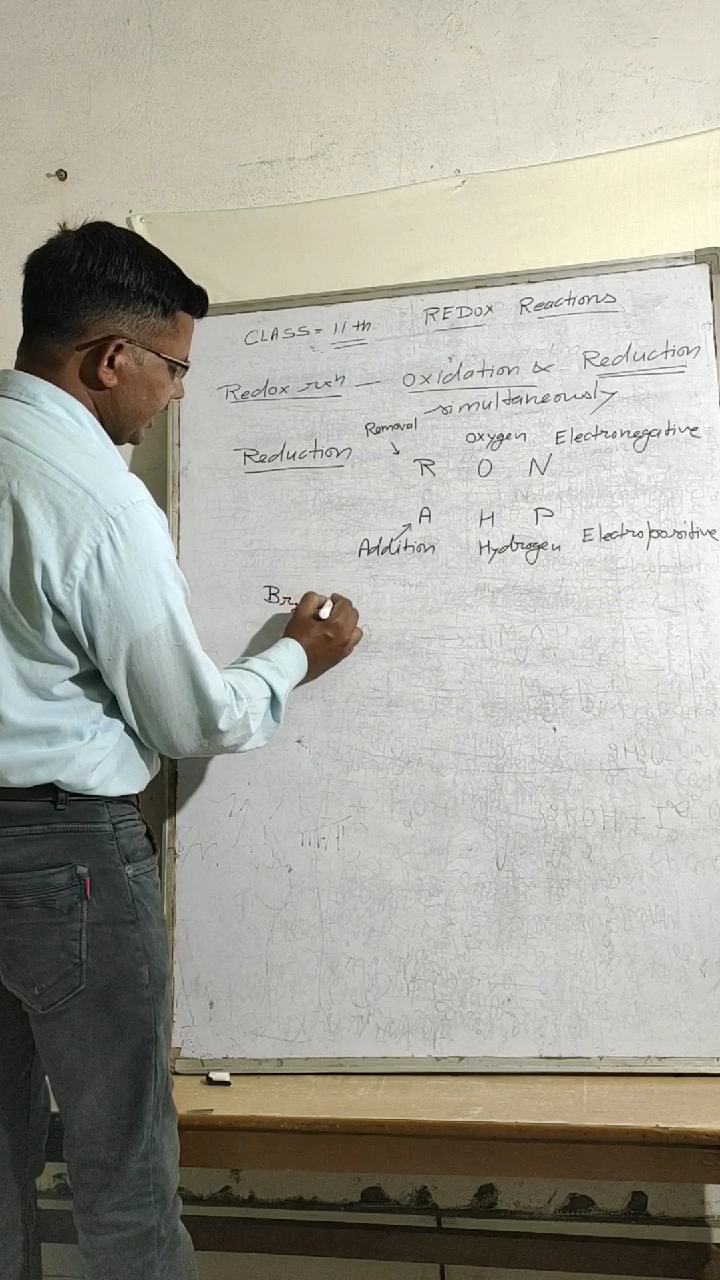 CLASS = 11th REDOX Reactions
Redox rxn — Oxidation & Reduction
simultaneously
Removal Oxygen Electronegative
Reduction R O N
A H P
Addition Hydrogen Electropositive
Br